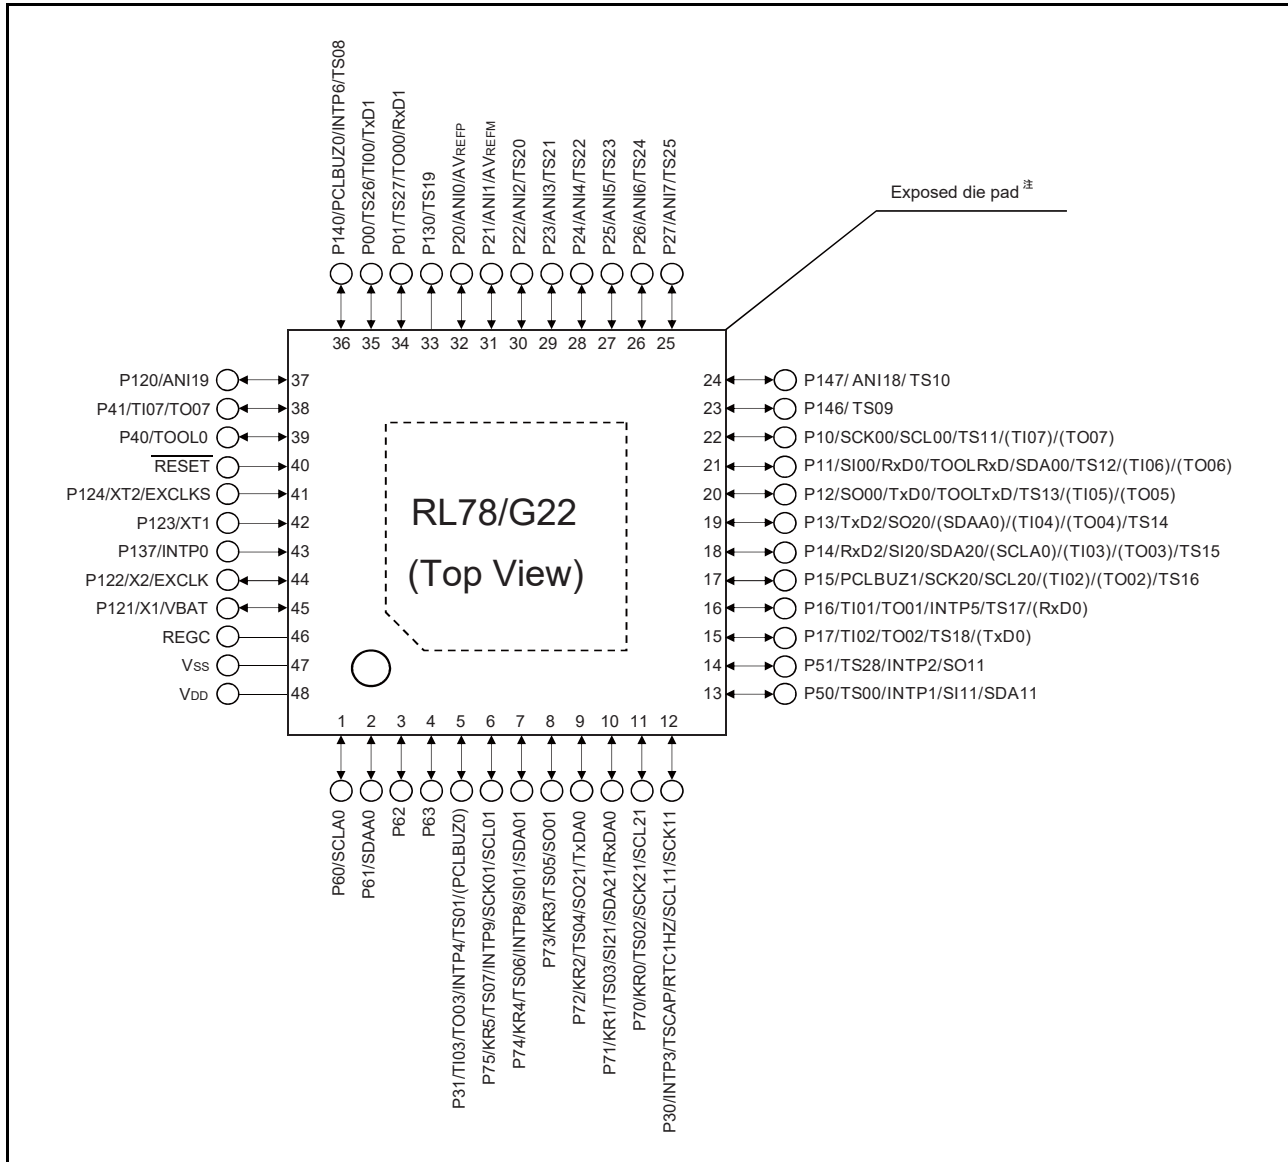 P140/PCLBUZ0/INTP6/TS08
P00/TS26/TI00/TxD1
P01/TS27/TO00/RxD1
P130/TS19
P20/ANI0/AVREFP
P21/ANI1/AVREFM
P22/ANI2/TS20
P23/ANI3/TS21
P24/ANI4/TS22
P25/ANI5/TS23
P26/ANI6/TS24
P27/ANI7/TS25
Exposed die pad 注
36 35 34 33 32 31 30 29 28 27 26 25
P120/ANI19 37
P41/TI07/TO07 38
P40/TOOL0 39
RESET 40
P124/XT2/EXCLKS 41
P123/XT1 42
P137/INTP0 43
P122/X2/EXCLK 44
P121/X1/VBAT 45
REGC 46
VSS 47
VDD 48
RL78/G22
(Top View)
24 P147/ ANI18/ TS10
23 P146/ TS09
22 P10/SCK00/SCL00/TS11/(TI07)/(TO07)
21 P11/SI00/RxD0/TOOLRxD/SDA00/TS12/(TI06)/(TO06)
20 P12/SO00/TxD0/TOOLTxD/TS13/(TI05)/(TO05)
19 P13/TxD2/SO20/(SDAA0)/(TI04)/(TO04)/TS14
18 P14/RxD2/SI20/SDA20/(SCLA0)/(TI03)/(TO03)/TS15
17 P15/PCLBUZ1/SCK20/SCL20/(TI02)/(TO02)/TS16
16 P16/TI01/TO01/INTP5/TS17/(RxD0)
15 P17/TI02/TO02/TS18/(TxD0)
14 P51/TS28/INTP2/SO11
13 P50/TS00/INTP1/SI11/SDA11
1 2 3 4 5 6 7 8 9 10 11 12
P60/SCLA0
P61/SDAA0
P62
P63
P31/TI03/TO03/INTP4/TS01/(PCLBUZ0)
P75/KR5/TS07/INTP9/SCK01/SCL01
P74/KR4/TS06/INTP8/SI01/SDA01
P73/KR3/TS05/SO01
P72/KR2/TS04/SO21/TxDA0
P71/KR1/TS03/SI21/SDA21/RxDA0
P70/KR0/TS02/SCK21/SCL21
P30/INTP3/TSCAP/RTC1HZ/SCL11/SCK11